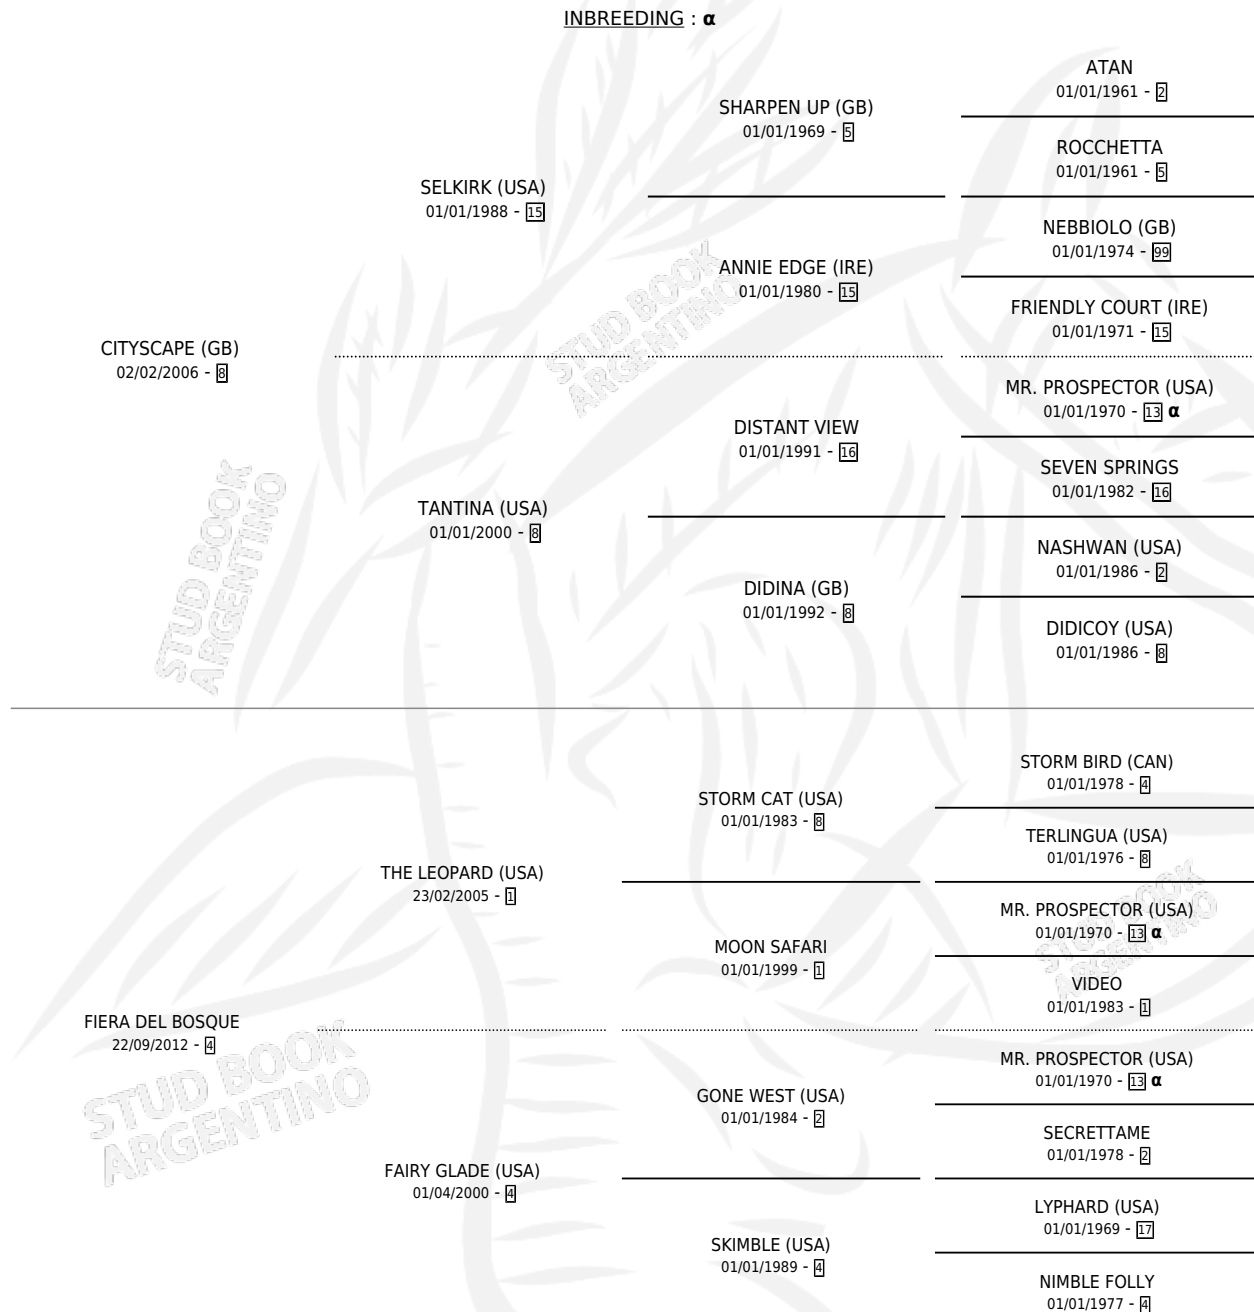 INBREEDING : α
ATAN
01/01/1961 - 2
SHARPEN UP (GB)
01/01/1969 - 5
ROCCHETTA
01/01/1961 - 5
SELKIRK (USA)
01/01/1988 - 15
NEBBIOLO (GB)
01/01/1974 - 99
ANNIE EDGE (IRE)
01/01/1980 - 15
FRIENDLY COURT (IRE)
01/01/1971 - 15
CITYSCAPE (GB)
02/02/2006 - 8
MR. PROSPECTOR (USA)
01/01/1970 - 13 α
DISTANT VIEW
01/01/1991 - 16
SEVEN SPRINGS
01/01/1982 - 16
TANTINA (USA)
01/01/2000 - 8
NASHWAN (USA)
01/01/1986 - 2
DIDINA (GB)
01/01/1992 - 8
DIDICOY (USA)
01/01/1986 - 8
STORM BIRD (CAN)
01/01/1978 - 4
STORM CAT (USA)
01/01/1983 - 8
TERLINGUA (USA)
01/01/1976 - 8
THE LEOPARD (USA)
23/02/2005 - 1
MR. PROSPECTOR (USA)
01/01/1970 - 13 α
MOON SAFARI
01/01/1999 - 1
VIDEO
01/01/1983 - 1
FIERA DEL BOSQUE
22/09/2012 - 4
MR. PROSPECTOR (USA)
01/01/1970 - 13 α
GONE WEST (USA)
01/01/1984 - 2
SECRETTAME
01/01/1978 - 2
FAIRY GLADE (USA)
01/04/2000 - 4
LYPHARD (USA)
01/01/1969 - 17
SKIMBLE (USA)
01/01/1989 - 4
NIMBLE FOLLY
01/01/1977 - 4
STUD BOOK
ARGENTINO
STUD BOOK
ARGENTINO
STUD BOOK
ARGENTINO
STUD BOOK
ARGENTINO